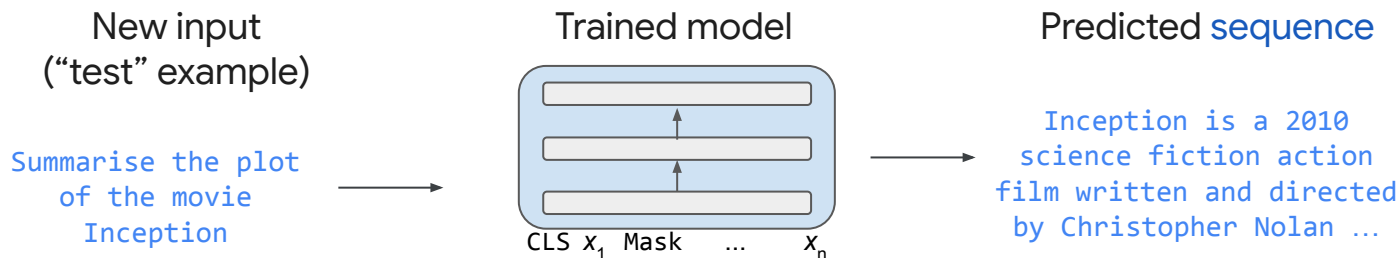 New input
(“test” example)
Summarise the plot
of the movie
Inception
Trained model
CLS x1 Mask … xn
Predicted sequence
Inception is a 2010
science fiction action
film written and directed
by Christopher Nolan …